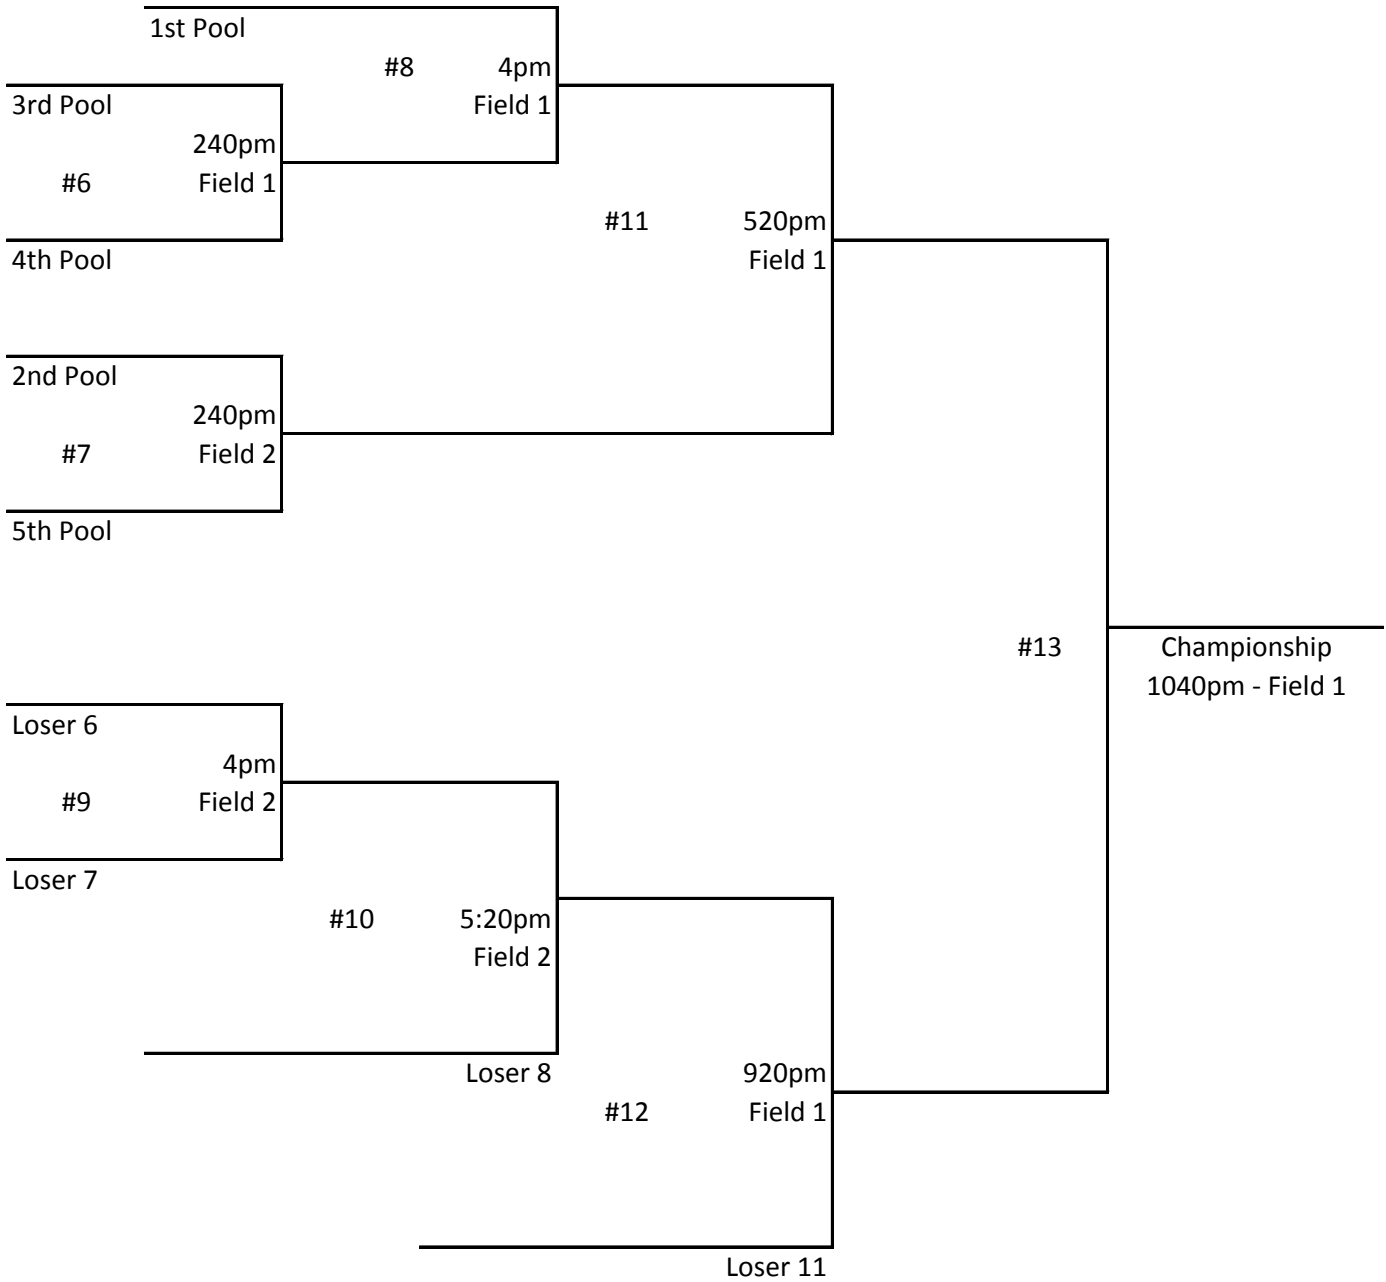 1st Pool
#8 4pm
3rd Pool Field 1
240pm
#6 Field 1
#11 520pm
4th Pool Field 1
2nd Pool
240pm
#7 Field 2
5th Pool
#13 Championship
1040pm - Field 1
Loser 6
4pm
#9 Field 2
Loser 7
#10 5:20pm
Field 2
Loser 8 920pm
#12 Field 1
Loser 11